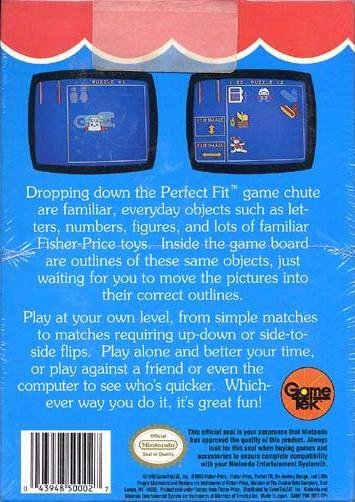 PUZZLE #1
PUZZLE #2
FLIP IMAGE
FLIP IMAGE
Dropping down the Perfect Fit™ game chute
are familiar, everyday objects such as let-
ters, numbers, figures, and lots of familiar
Fisher-Price toys. Inside the game board
are outlines of these same objects, just
waiting for you to move the pictures into
their correct outlines.
Play at your own level, from simple matches
to matches requiring up-down or side-to-
side flips. Play alone and better your time,
or play against a friend or even the
computer to see who's quicker. Which-
ever way you do it, it's great fun!
Game
Tek
Official
Nintendo
Seal of Quality
This official seal is your assurance that Nintendo
has approved the quality of this product. Always
look for this seal when buying games and
accessories to ensure complete compatibility
with your Nintendo Entertainment System®.
0 43948 50002 7